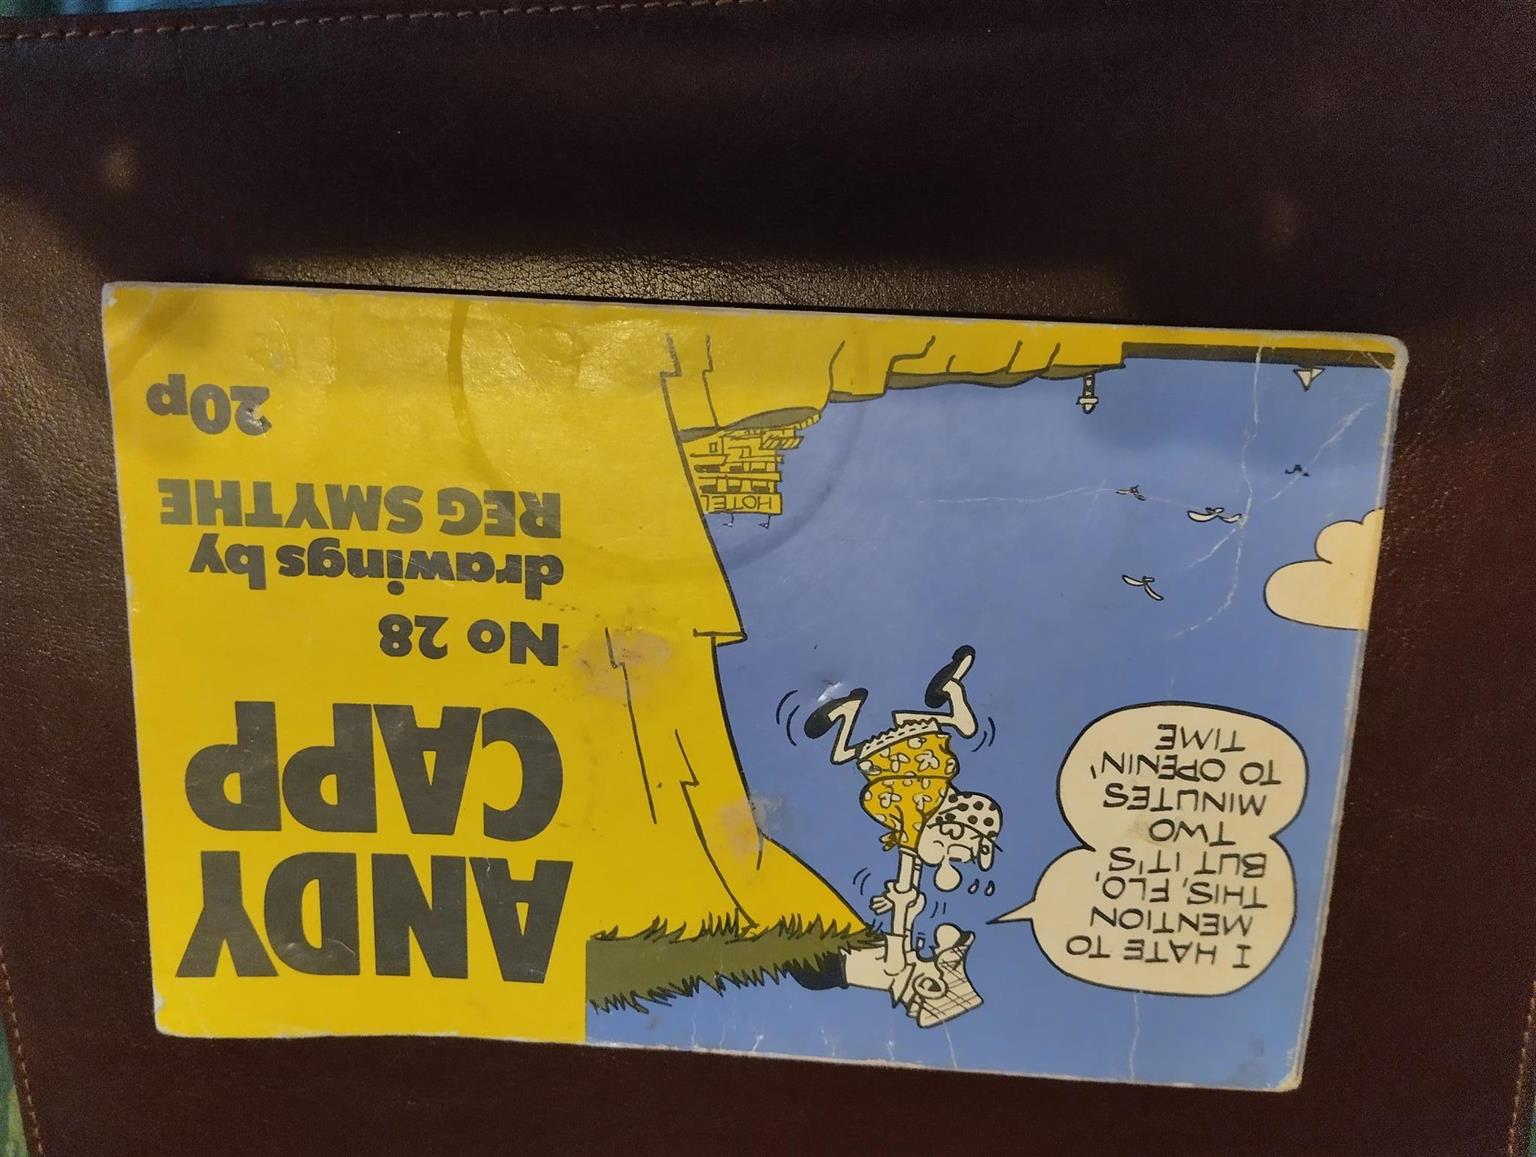 ANDY
CAPP
No 28
drawings by
REG SMYTHE
20p
I HATE TO
MENTION
THIS, FLO,
BUT IT'S
TWO
MINUTES
TO OPENIN'
TIME
HOTEL